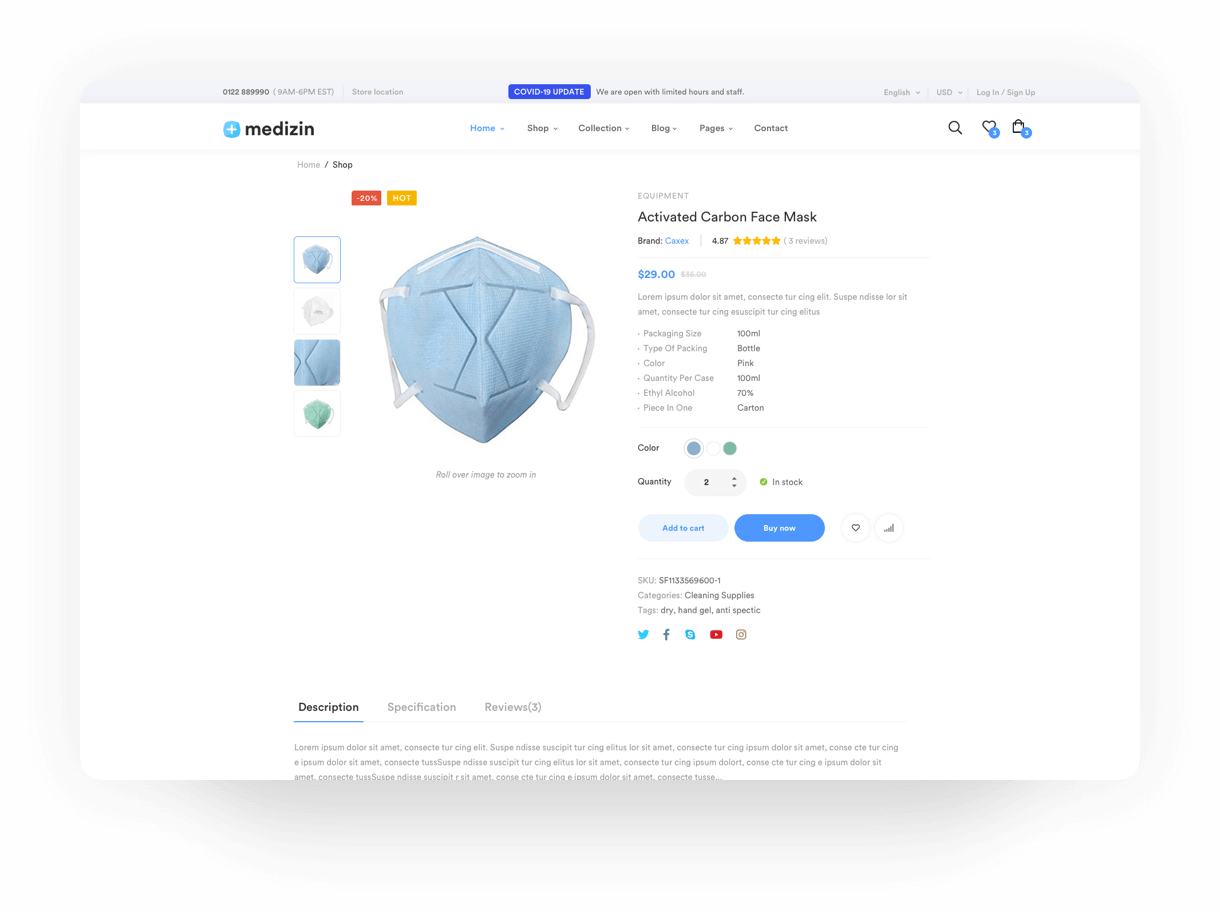 0122 889990 ( 9AM-6PM EST) Store location COVID-19 UPDATE We are open with limited hours and staff. English USD Log In / Sign Up
medizin Home Shop Collection Blog Pages Contact 3 3
Home / Shop
-20% HOT
EQUIPMENT
Activated Carbon Face Mask
Brand: Caxex 4.87 ( 3 reviews)
$29.00 $36.00
Lorem ipsum dolor sit amet, consecte tur cing elit. Suspe ndisse lor sit
amet, consecte tur cing esuscipit tur cing elitus
· Packaging Size 100ml
· Type Of Packing Bottle
· Color Pink
· Quantity Per Case 100ml
· Ethyl Alcohol 70%
· Piece In One Carton
Color
Quantity 2 In stock
Roll over image to zoom in
Add to cart Buy now
SKU: SF1133569600-1
Categories: Cleaning Supplies
Tags: dry, hand gel, anti spectic
Description Specification Reviews(3)
Lorem ipsum dolor sit amet, consecte tur cing elit. Suspe ndisse suscipit tur cing elitus lor sit amet, consecte tur cing ipsum dolor sit amet, conse cte tur cing
e ipsum dolor sit amet, consecte tussSuspe ndisse suscipit tur cing elitus lor sit amet, consecte tur cing ipsum dolort, conse cte tur cing e ipsum dolor sit
amet, consecte tussSuspe ndisse suscipit r sit amet, conse cte tur cing e ipsum dolor sit amet, consecte tusse...